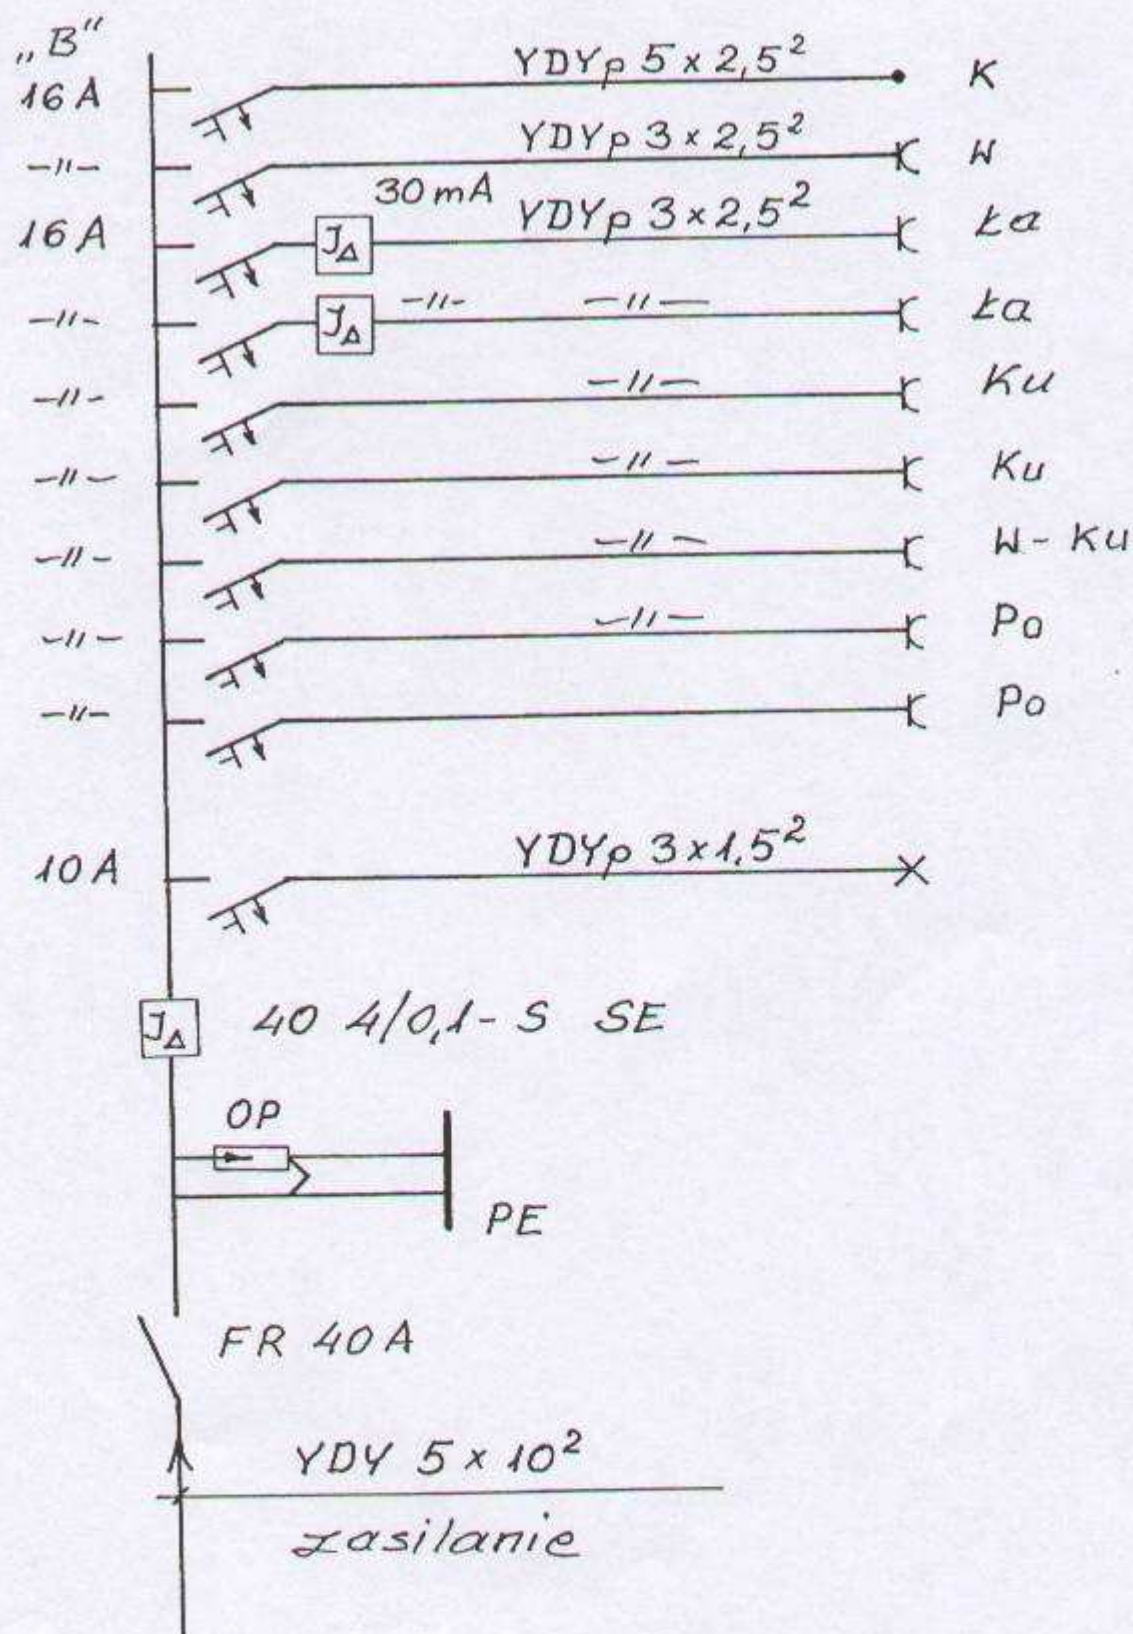 „B"
16 A YDYp 5 x 2,5² K
-"- YDYp 3 x 2,5² W
30 mA
16 A J△ YDYp 3 x 2,5² Ła
-"- J△ -"- -"- Ła
-"- -"- Ku
-"- -"- Ku
-"- -"- W - Ku
-"- -"- Po
-"- Po
10 A YDYp 3 x 1,5²
J△ 40 4/0,1 - S SE
OP
PE
FR 40 A
YDY 5 x 10²
zasilanie